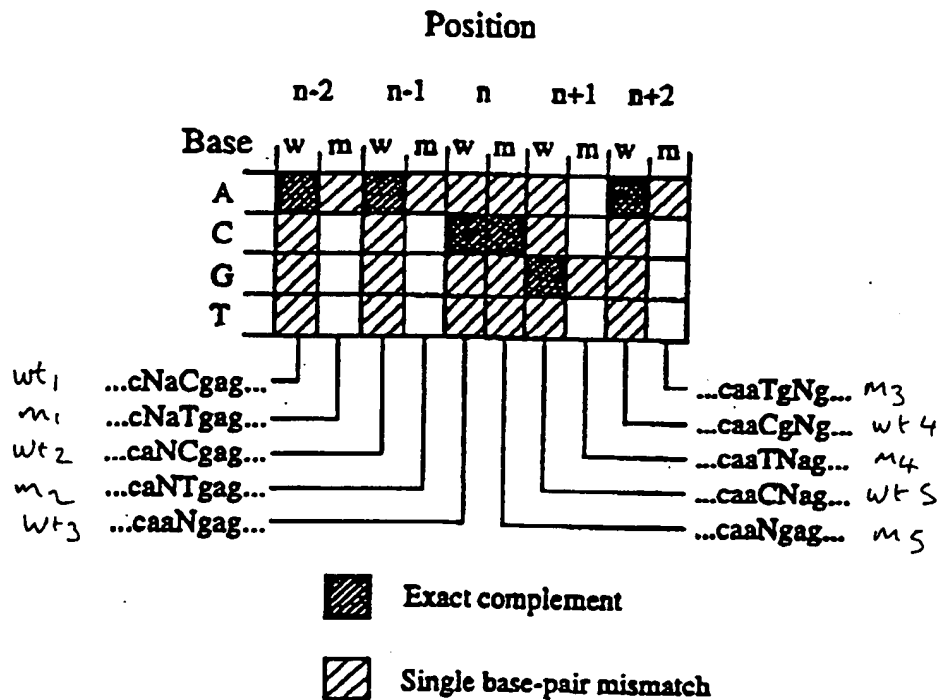 Position
n-2 n-1 n n+1 n+2
Base w m w m w m w m w m
A
C
G
T
wt1 ...cNaCgag...
m1 ...cNaTgag...
wt2 ...caNCgag...
m2 ...caNTgag...
wt3 ...caaNgag...
...caaTgNg... m3
...caaCgNg... wt4
...caaTNag... m4
...caaCNag... wt5
...caaNgag... m5
Exact complement
Single base-pair mismatch